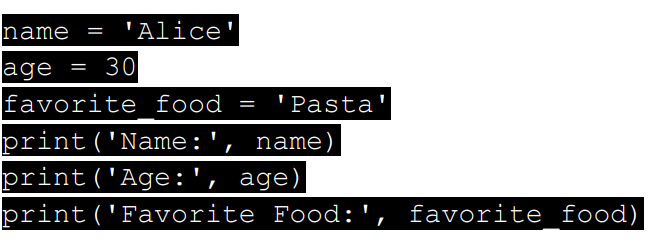 name = 'Alice'
age = 30
favorite_food = 'Pasta'
print('Name:', name)
print('Age:', age)
print('Favorite Food:', favorite_food)